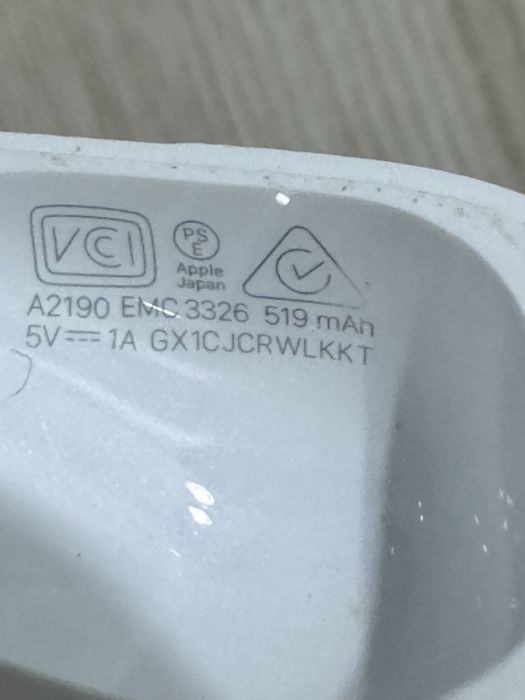 VCI
PS
E
Apple
Japan
A2190 EMC 3326 519 mAh
5V⎓1A GX1CJCRWLKKT